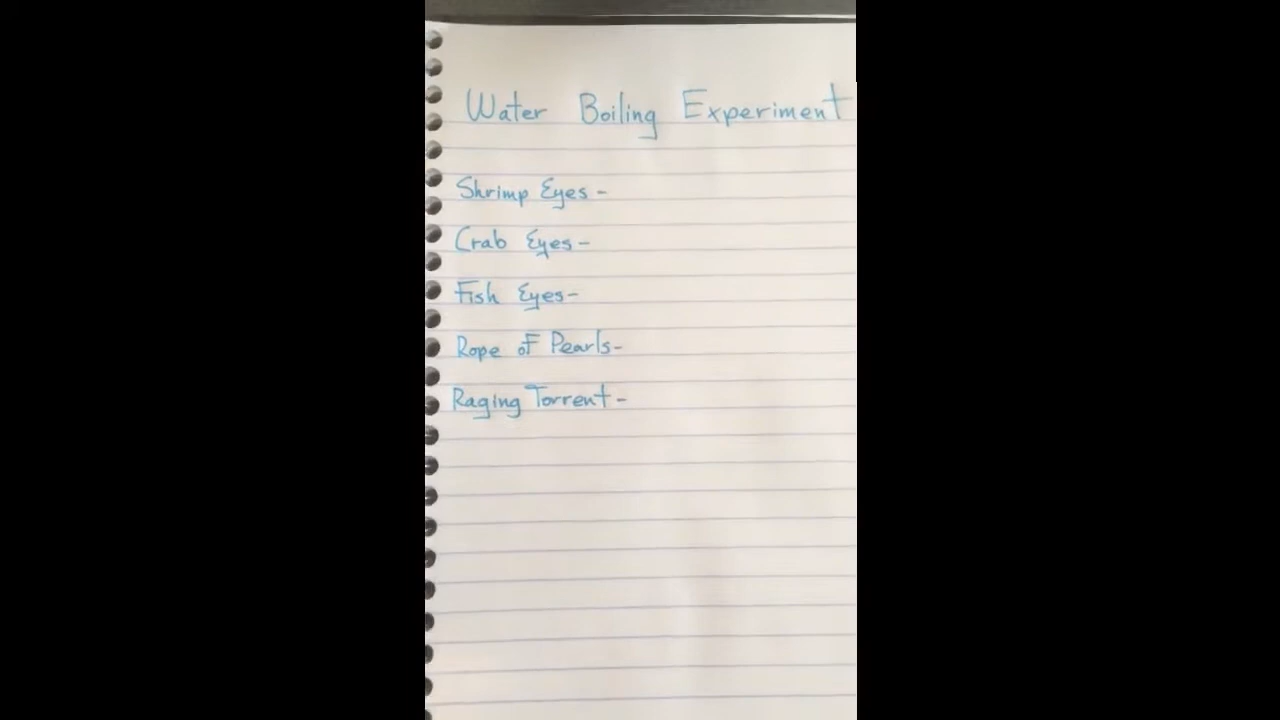 Water Boiling Experiment
Shrimp Eyes -
Crab Eyes -
Fish Eyes -
Rope of Pearls -
Raging Torrent -